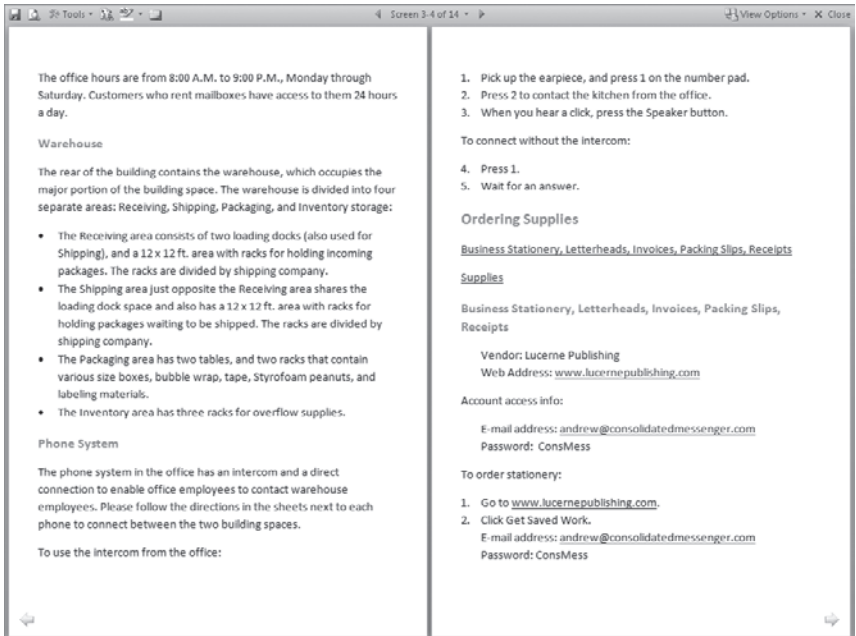 Tools
Screen 3-4 of 14
View Options
Close
The office hours are from 8:00 A.M. to 9:00 P.M., Monday through
Saturday. Customers who rent mailboxes have access to them 24 hours
a day.
Warehouse
The rear of the building contains the warehouse, which occupies the
major portion of the building space. The warehouse is divided into four
separate areas: Receiving, Shipping, Packaging, and Inventory storage:
• The Receiving area consists of two loading docks (also used for
Shipping), and a 12 x 12 ft. area with racks for holding incoming
packages. The racks are divided by shipping company.
• The Shipping area just opposite the Receiving area shares the
loading dock space and also has a 12 x 12 ft. area with racks for
holding packages waiting to be shipped. The racks are divided by
shipping company.
• The Packaging area has two tables, and two racks that contain
various size boxes, bubble wrap, tape, Styrofoam peanuts, and
labeling materials.
• The Inventory area has three racks for overflow supplies.
Phone System
The phone system in the office has an intercom and a direct
connection to enable office employees to contact warehouse
employees. Please follow the directions in the sheets next to each
phone to connect between the two building spaces.
To use the intercom from the office:
1. Pick up the earpiece, and press 1 on the number pad.
2. Press 2 to contact the kitchen from the office.
3. When you hear a click, press the Speaker button.
To connect without the intercom:
4. Press 1.
5. Wait for an answer.
Ordering Supplies
Business Stationery, Letterheads, Invoices, Packing Slips, Receipts
Supplies
Business Stationery, Letterheads, Invoices, Packing Slips,
Receipts
Vendor: Lucerne Publishing
Web Address: www.lucernepublishing.com
Account access info:
E-mail address: andrew@consolidatedmessenger.com
Password: ConsMess
To order stationery:
1. Go to www.lucernepublishing.com.
2. Click Get Saved Work.
E-mail address: andrew@consolidatedmessenger.com
Password: ConsMess